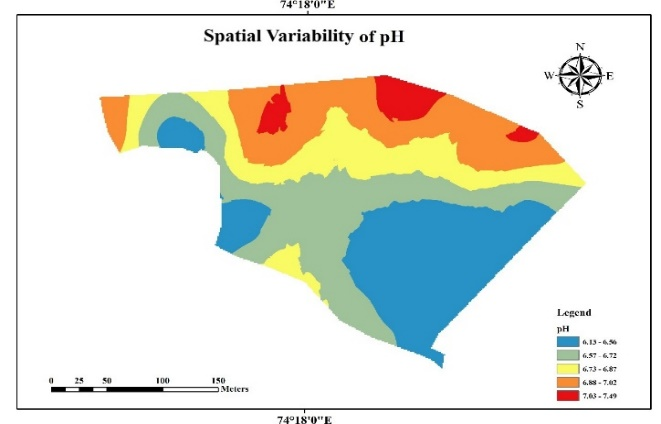 74°18'0"E
Spatial Variability of pH
N
W E
S
Legend
pH
6.13 - 6.56
6.57 - 6.72
6.73 - 6.87
6.88 - 7.02
7.03 - 7.49
0 25 50 100 150
Meters
74°18'0"E